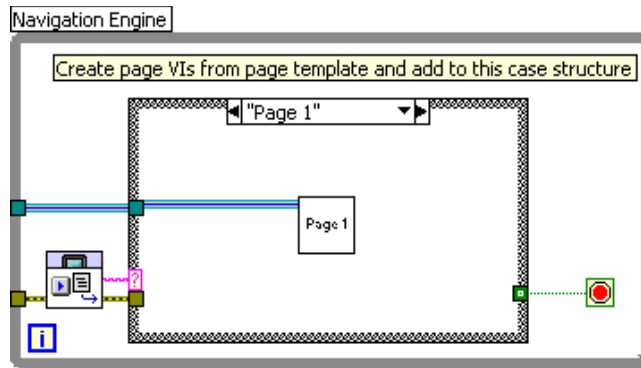 Navigation Engine
Create page VIs from page template and add to this case structure
"Page 1"
Page 1
?
i